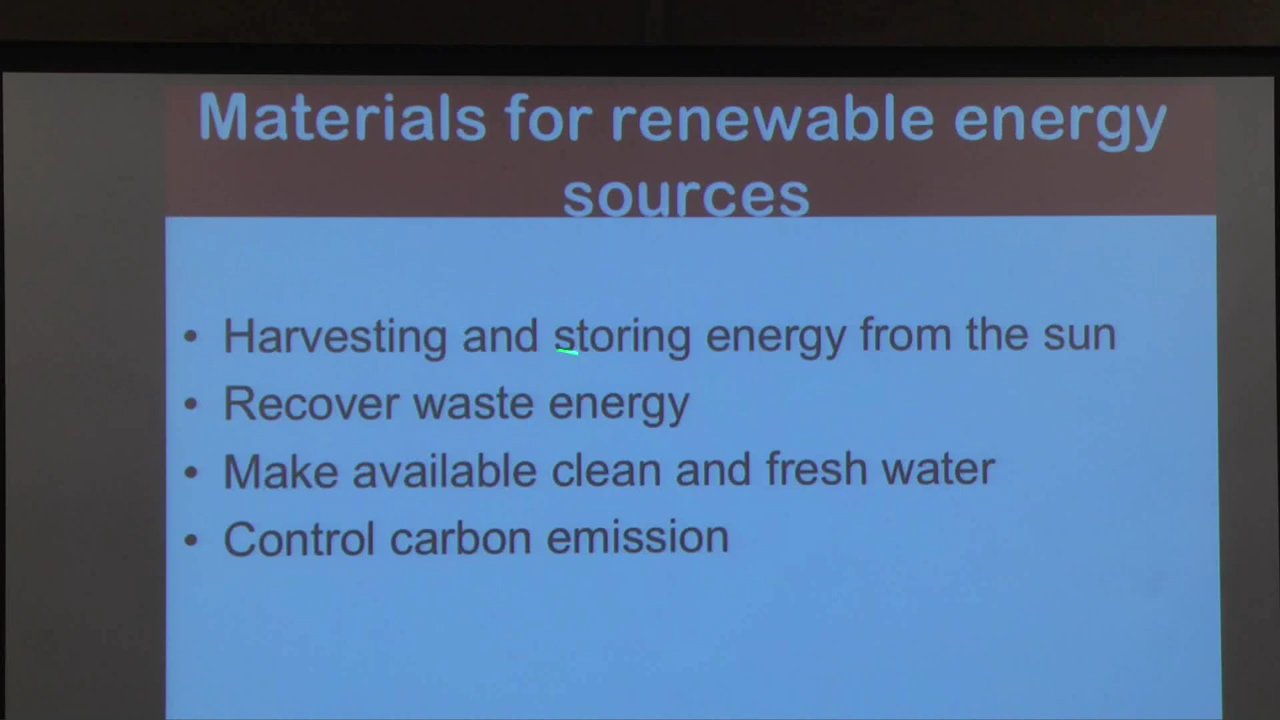 Materials for renewable energy
sources
• Harvesting and storing energy from the sun
• Recover waste energy
• Make available clean and fresh water
• Control carbon emission